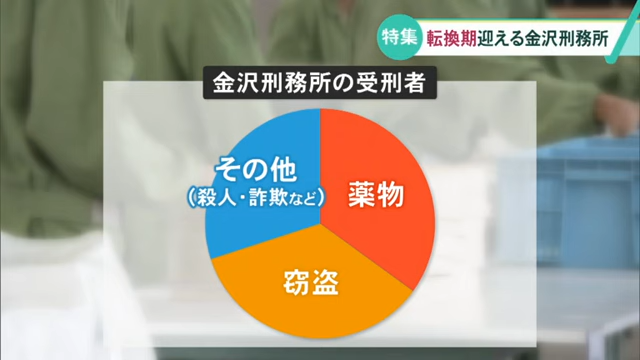 特集 転換期迎える金沢刑務所
金沢刑務所の受刑者
その他
(殺人・詐欺など)
薬物
窃盗